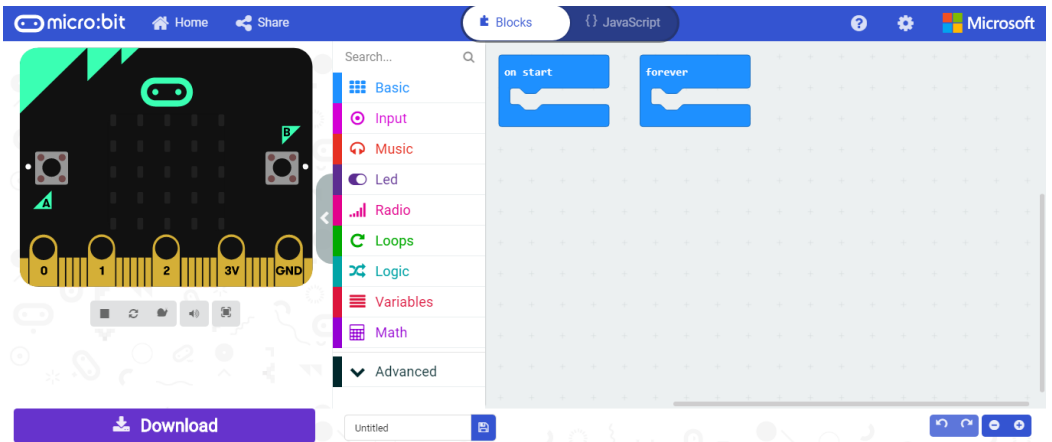 micro:bit Home Share Blocks {} JavaScript ? Microsoft
Search...
Basic
Input
Music
Led
Radio
Loops
Logic
Variables
Math
Advanced
on start
forever
B
A
0 1 2 3V GND
Download
Untitled